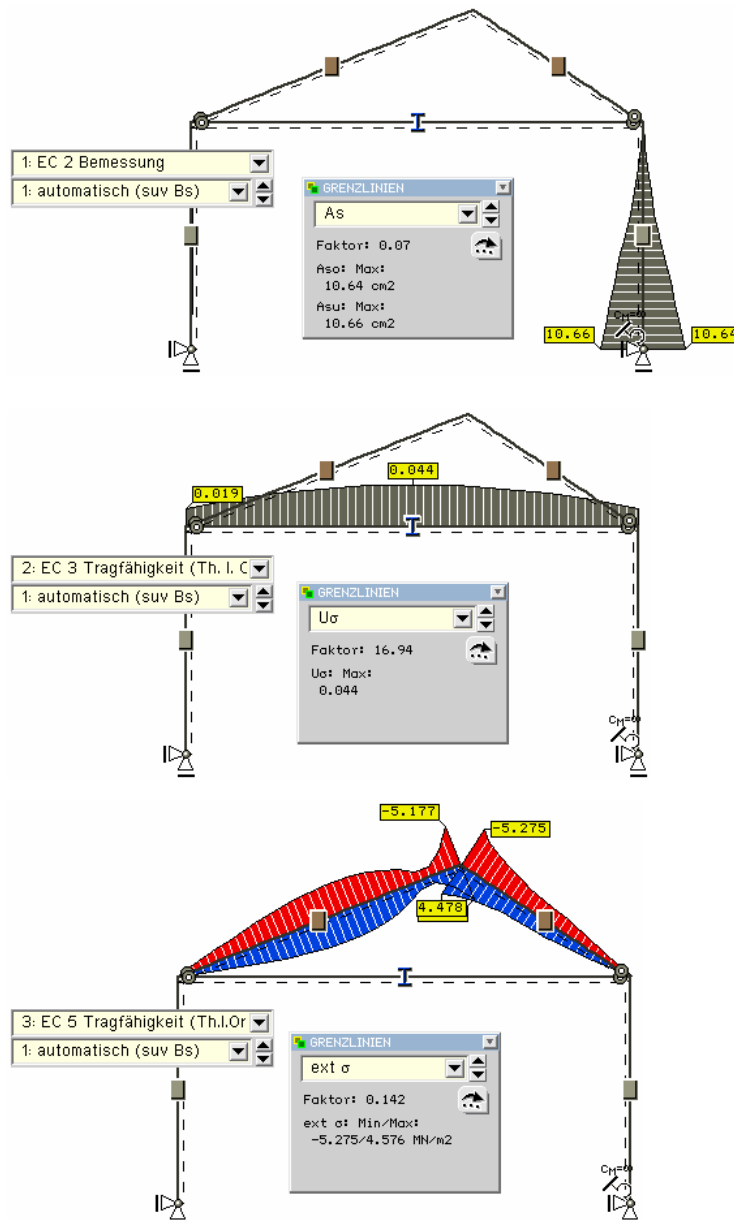 1: EC 2 Bemessung
1: automatisch (suv Bs)
GRENZLINIEN
As
Faktor: 0.07
Aso: Max:
10.64 cm2
Asu: Max:
10.66 cm2
CM=
10.66
10.64
0.044
0.019
2: EC 3 Tragfähigkeit (Th. I. C
1: automatisch (suv Bs)
GRENZLINIEN
Uσ
Faktor: 16.94
Uσ: Max:
0.044
CM=
-5.177
-5.275
4.478
3: EC 5 Tragfähigkeit (Th.I.Or
1: automatisch (suv Bs)
GRENZLINIEN
ext σ
Faktor: 0.142
ext σ: Min/Max:
-5.275/4.576 MN/m2
CM=